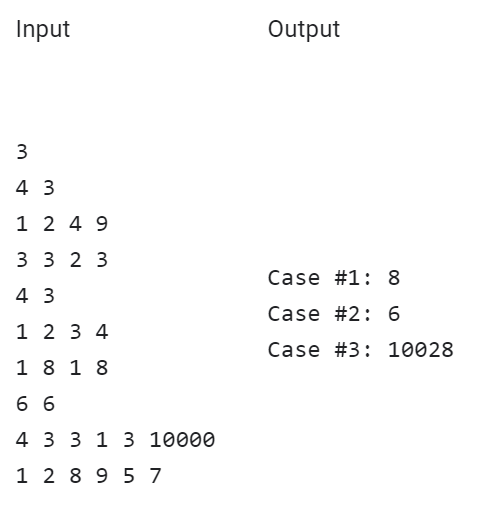 Input
3
4 3
1 2 4 9
3 3 2 3
4 3
1 2 3 4
1 8 1 8
6 6
4 3 3 1 3 10000
1 2 8 9 5 7
Output
Case #1: 8
Case #2: 6
Case #3: 10028